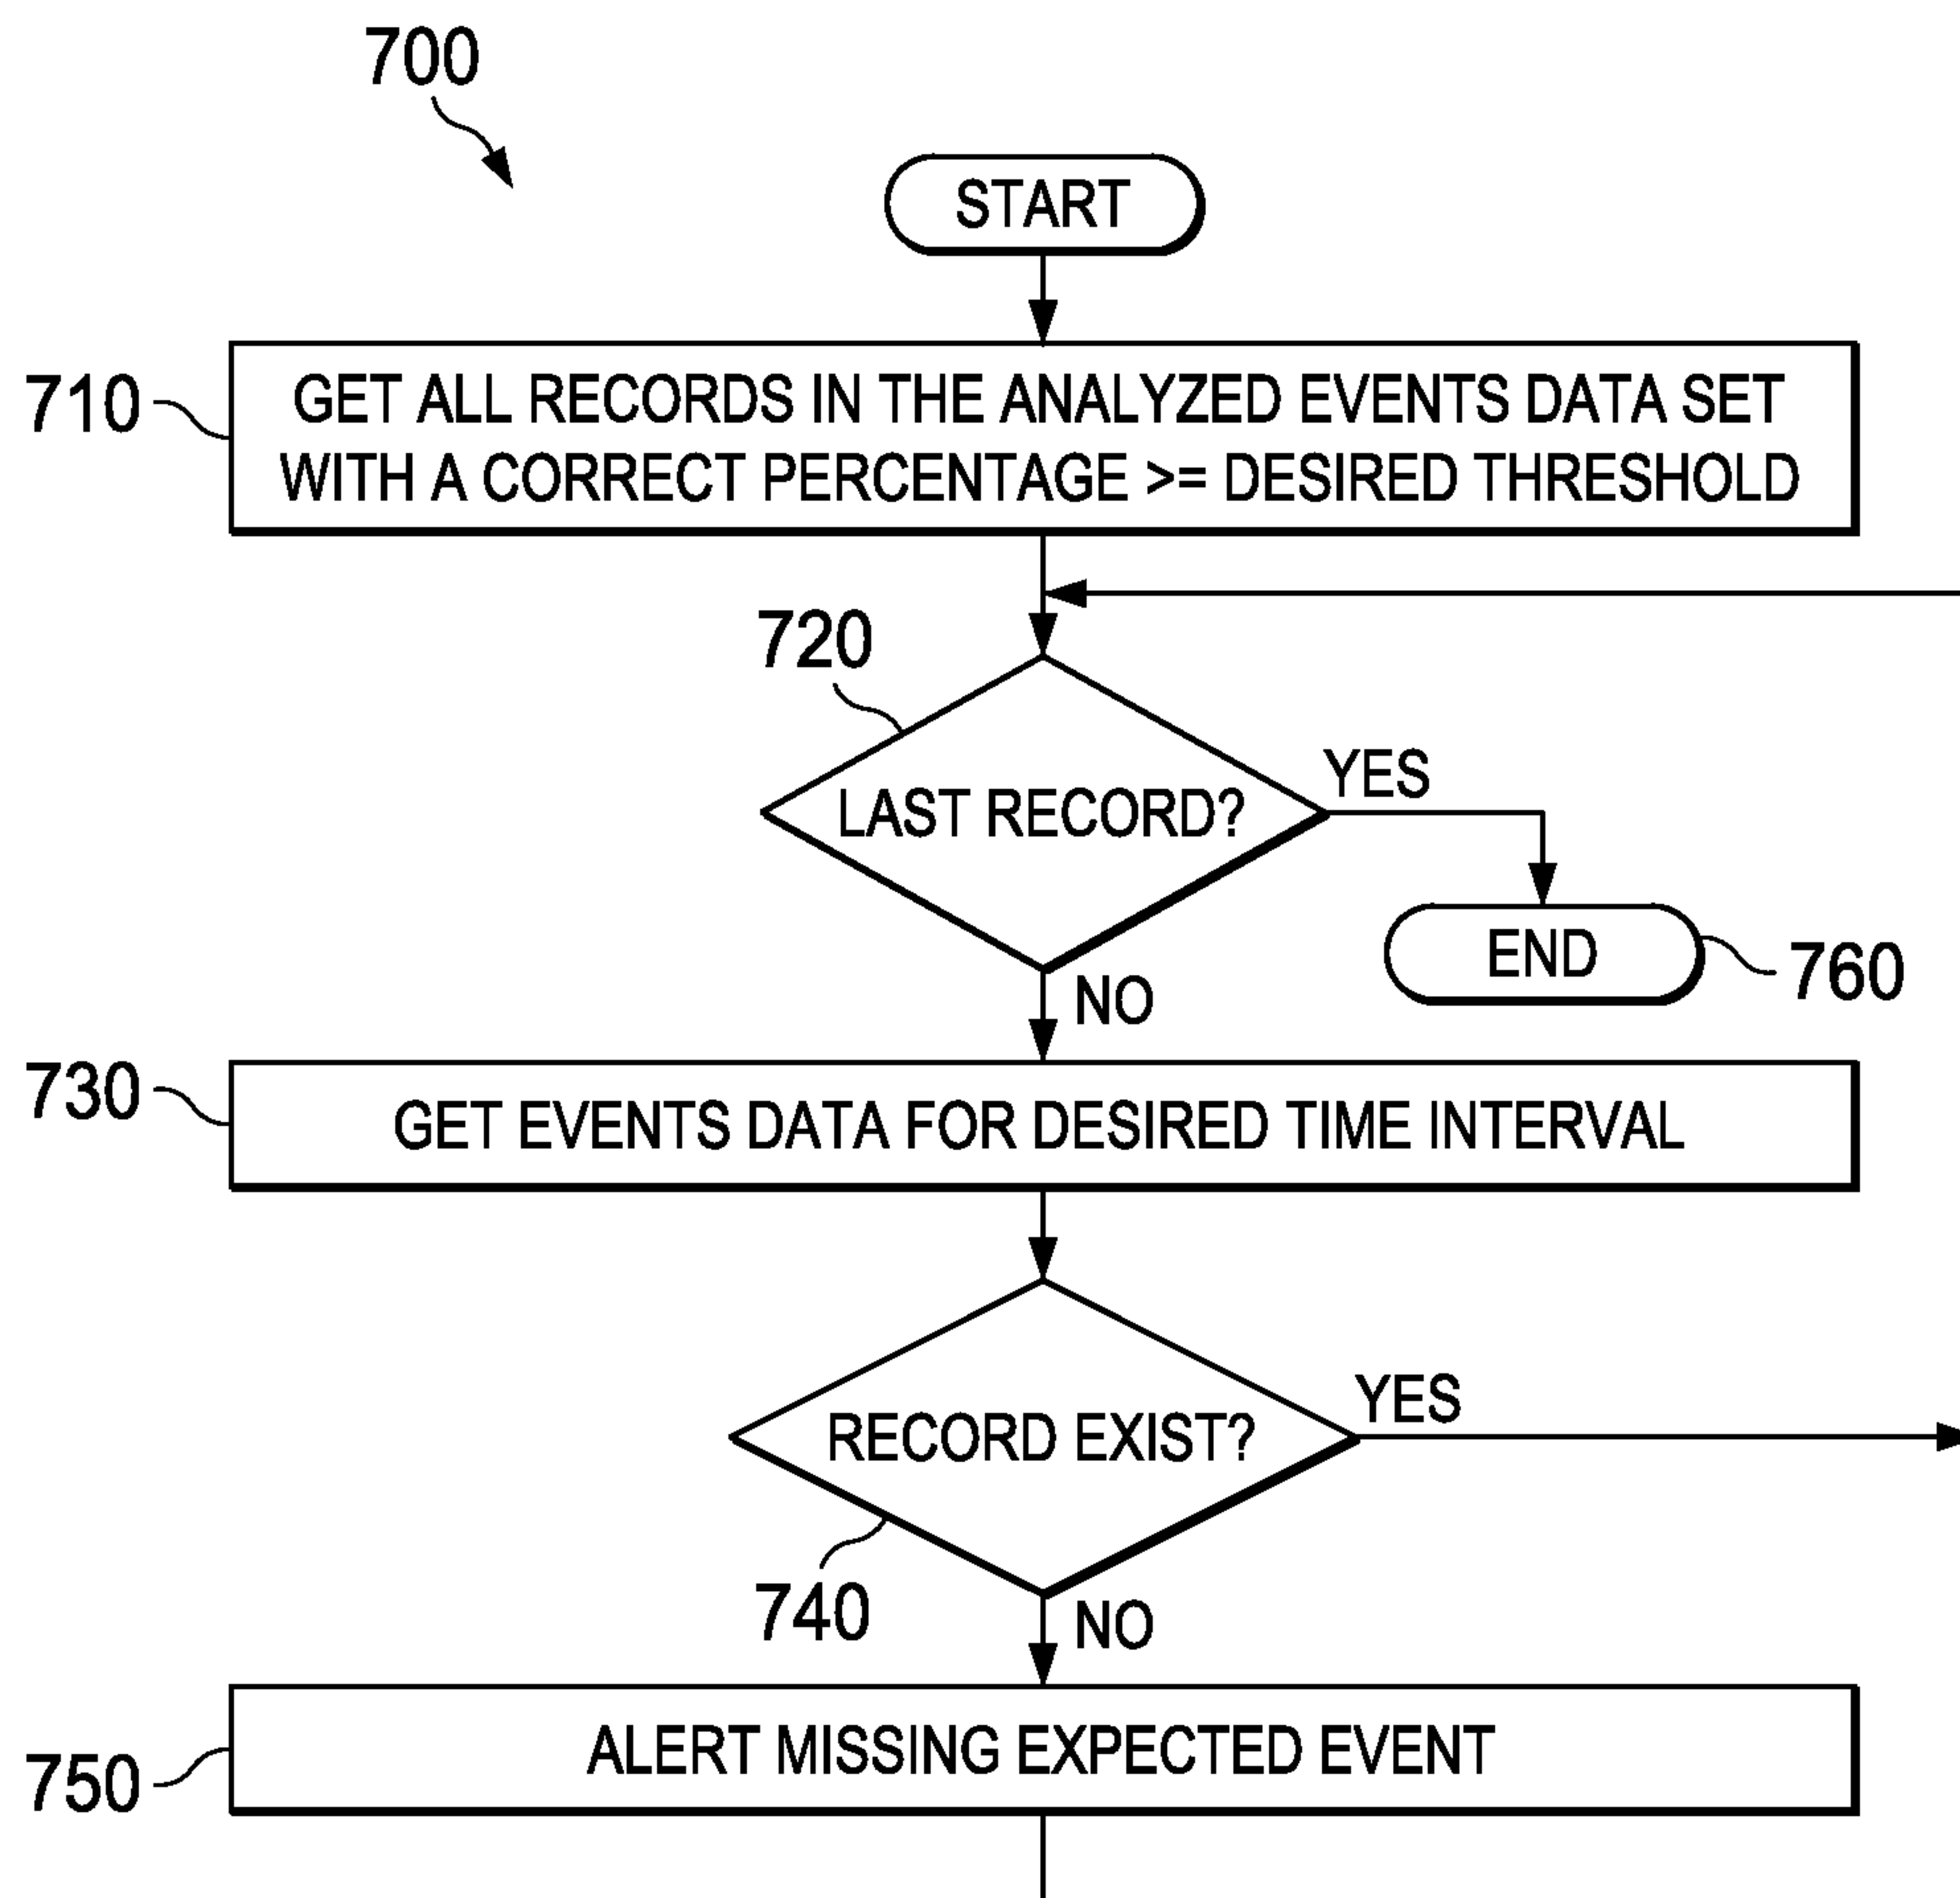 700
START
710
GET ALL RECORDS IN THE ANALYZED EVENTS DATA SET
WITH A CORRECT PERCENTAGE >= DESIRED THRESHOLD
720
LAST RECORD?
YES
END
760
NO
730
GET EVENTS DATA FOR DESIRED TIME INTERVAL
RECORD EXIST?
YES
740
NO
750
ALERT MISSING EXPECTED EVENT